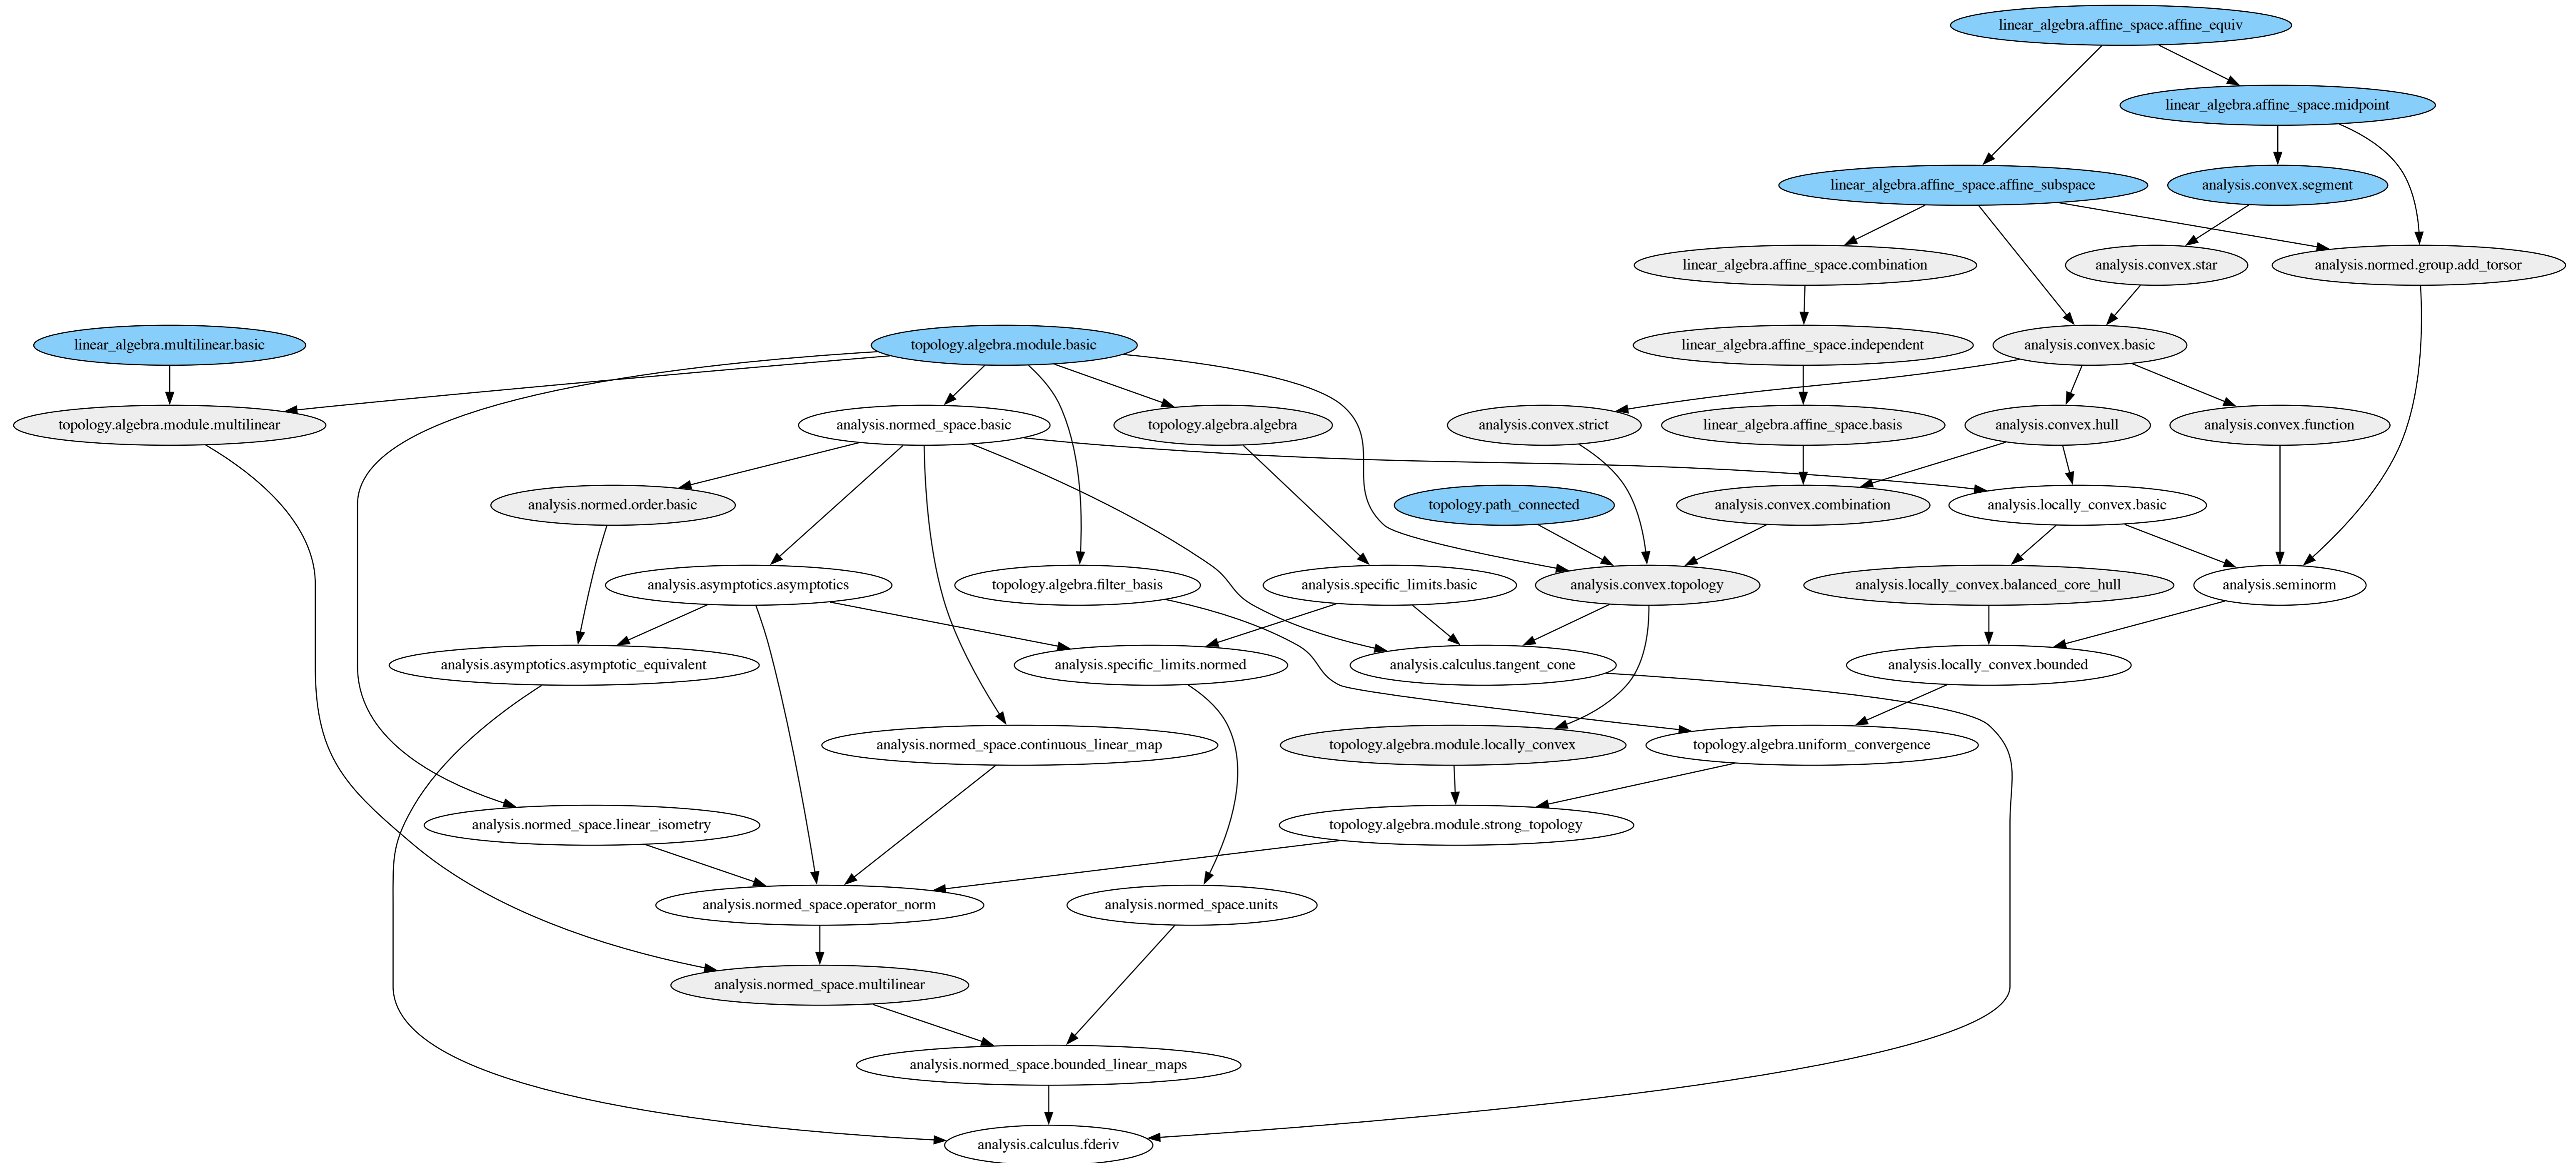 linear_algebra.affine_space.affine_equiv
linear_algebra.affine_space.midpoint
linear_algebra.affine_space.affine_subspace
analysis.convex.segment
linear_algebra.affine_space.combination
analysis.convex.star
analysis.normed.group.add_torsor
linear_algebra.multilinear.basic
topology.algebra.module.basic
linear_algebra.affine_space.independent
analysis.convex.basic
topology.algebra.module.multilinear
analysis.normed_space.basic
topology.algebra.algebra
analysis.convex.strict
linear_algebra.affine_space.basis
analysis.convex.hull
analysis.convex.function
analysis.normed.order.basic
topology.path_connected
analysis.convex.combination
analysis.locally_convex.basic
analysis.asymptotics.asymptotics
topology.algebra.filter_basis
analysis.specific_limits.basic
analysis.convex.topology
analysis.locally_convex.balanced_core_hull
analysis.seminorm
analysis.asymptotics.asymptotic_equivalent
analysis.specific_limits.normed
analysis.calculus.tangent_cone
analysis.locally_convex.bounded
analysis.normed_space.continuous_linear_map
topology.algebra.module.locally_convex
topology.algebra.uniform_convergence
analysis.normed_space.linear_isometry
topology.algebra.module.strong_topology
analysis.normed_space.operator_norm
analysis.normed_space.units
analysis.normed_space.multilinear
analysis.normed_space.bounded_linear_maps
analysis.calculus.fderiv